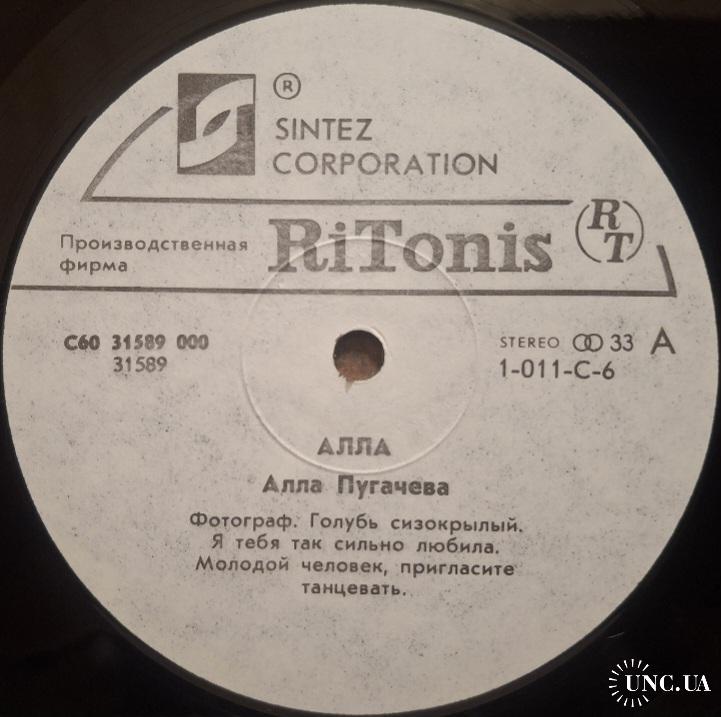 ®
SINTEZ
CORPORATION
Производственная
фирма
RiTonis
RT
С60 31589 000
31589
STEREO 33 A
1-011-С-6
АЛЛА
Алла Пугачева
Фотограф. Голубь сизокрылый.
Я тебя так сильно любила.
Молодой человек, пригласите
танцевать.
UNC.UA